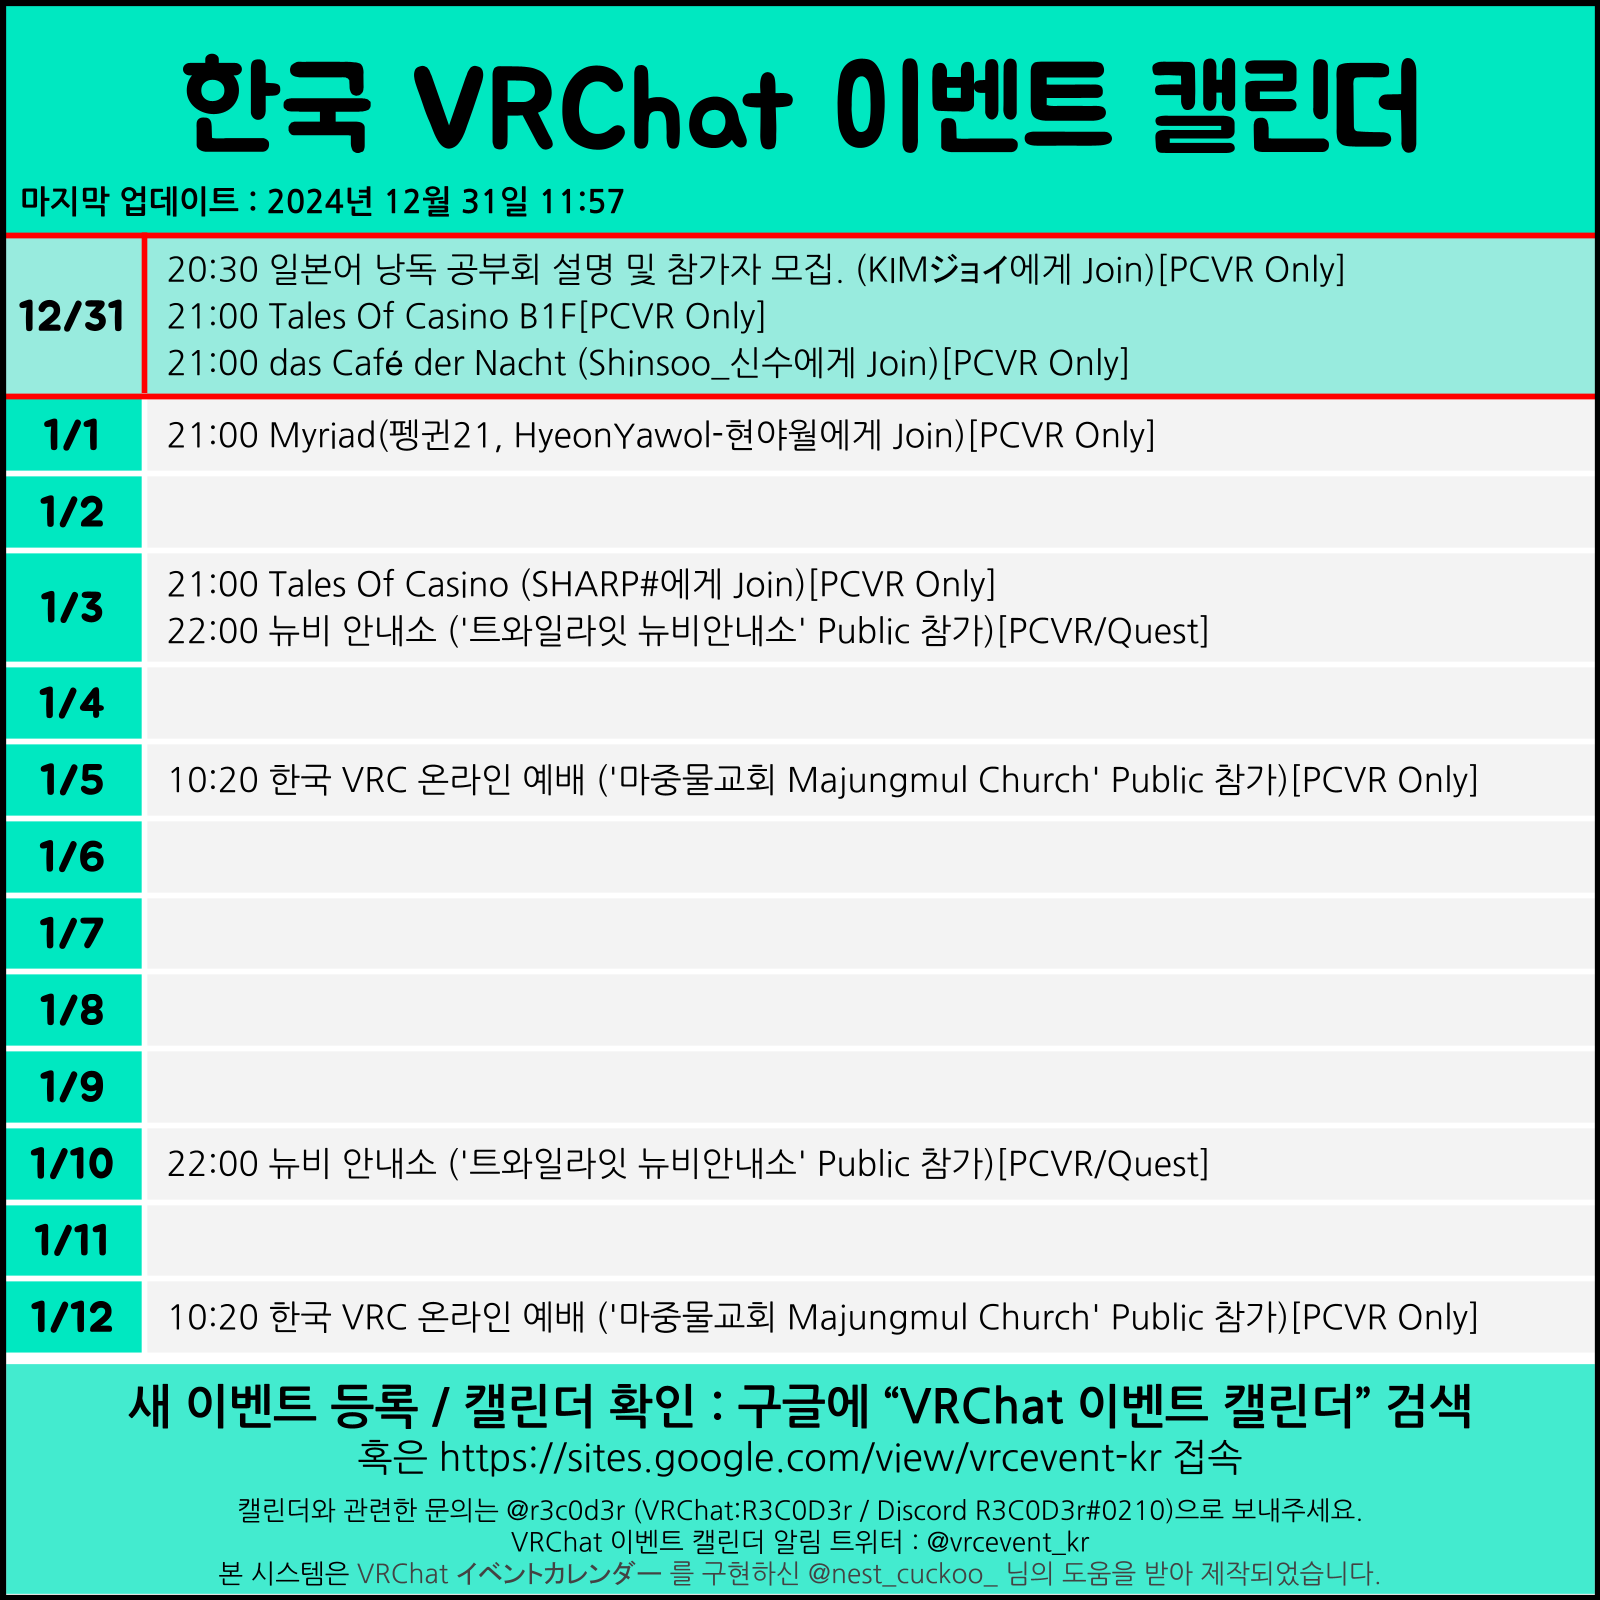 한국 VRChat 이벤트 캘린더
마지막 업데이트 : 2024년 12월 31일 11:57
12/31
20:30 일본어 낭독 공부회 설명 및 참가자 모집. (KIMジョイ에게 Join)[PCVR Only]
21:00 Tales Of Casino B1F[PCVR Only]
21:00 das Café der Nacht (Shinsoo_신수에게 Join)[PCVR Only]
1/1
21:00 Myriad(펭귄21, HyeonYawol-현야월에게 Join)[PCVR Only]
1/2
1/3
21:00 Tales Of Casino (SHARP#에게 Join)[PCVR Only]
22:00 뉴비 안내소 ('트와일라잇 뉴비안내소' Public 참가)[PCVR/Quest]
1/4
1/5
10:20 한국 VRC 온라인 예배 ('마중물교회 Majungmul Church' Public 참가)[PCVR Only]
1/6
1/7
1/8
1/9
1/10
22:00 뉴비 안내소 ('트와일라잇 뉴비안내소' Public 참가)[PCVR/Quest]
1/11
1/12
10:20 한국 VRC 온라인 예배 ('마중물교회 Majungmul Church' Public 참가)[PCVR Only]
새 이벤트 등록 / 캘린더 확인 : 구글에 “VRChat 이벤트 캘린더” 검색
혹은 https://sites.google.com/view/vrcevent-kr 접속
캘린더와 관련한 문의는 @r3c0d3r (VRChat:R3C0D3r / Discord R3C0D3r#0210)으로 보내주세요.
VRChat 이벤트 캘린더 알림 트위터 : @vrcevent_kr
본 시스템은 VRChat イベントカレンダー 를 구현하신 @nest_cuckoo_ 님의 도움을 받아 제작되었습니다.